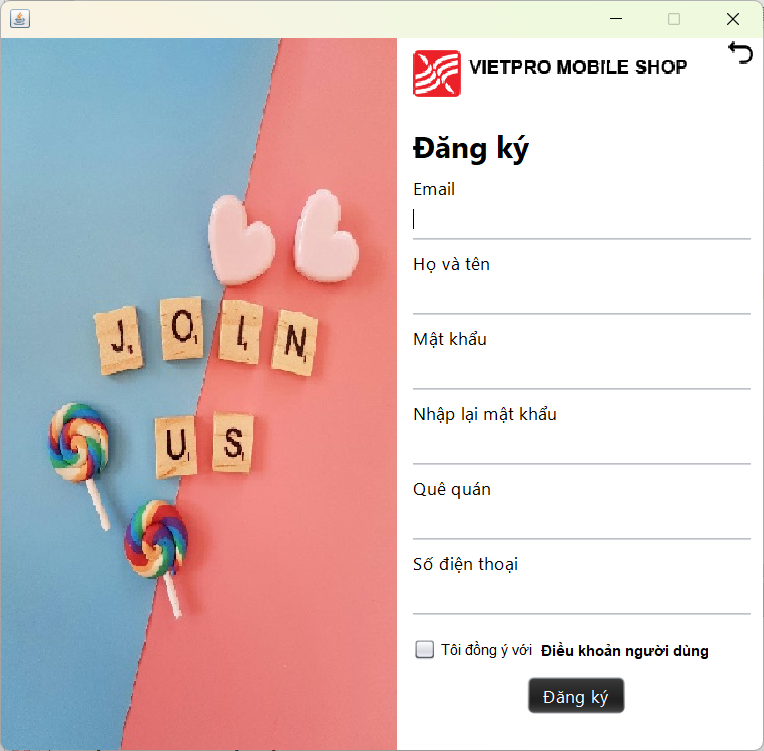 JOIN
US
VIETPRO MOBILE SHOP
Đăng ký
Email
Họ và tên
Mật khẩu
Nhập lại mật khẩu
Quê quán
Số điện thoại
Tôi đồng ý với Điều khoản người dùng
Đăng ký